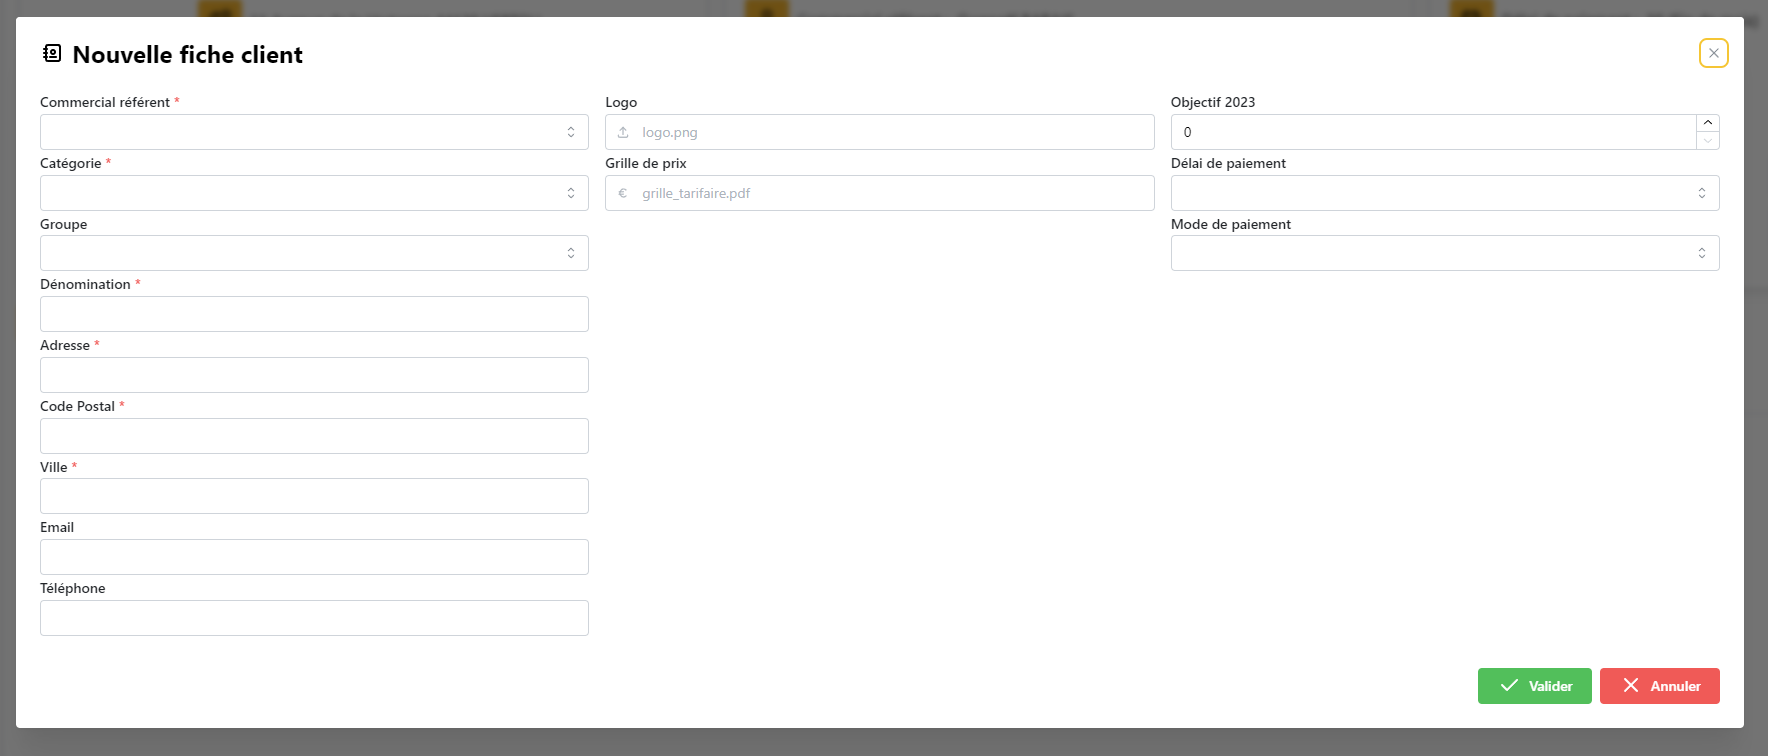 Nouvelle fiche client
Commercial référent *
Catégorie *
Groupe
Dénomination *
Adresse *
Code Postal *
Ville *
Email
Téléphone
Logo
logo.png
Grille de prix
€ grille_tarifaire.pdf
Objectif 2023
0
Délai de paiement
Mode de paiement
Valider
Annuler